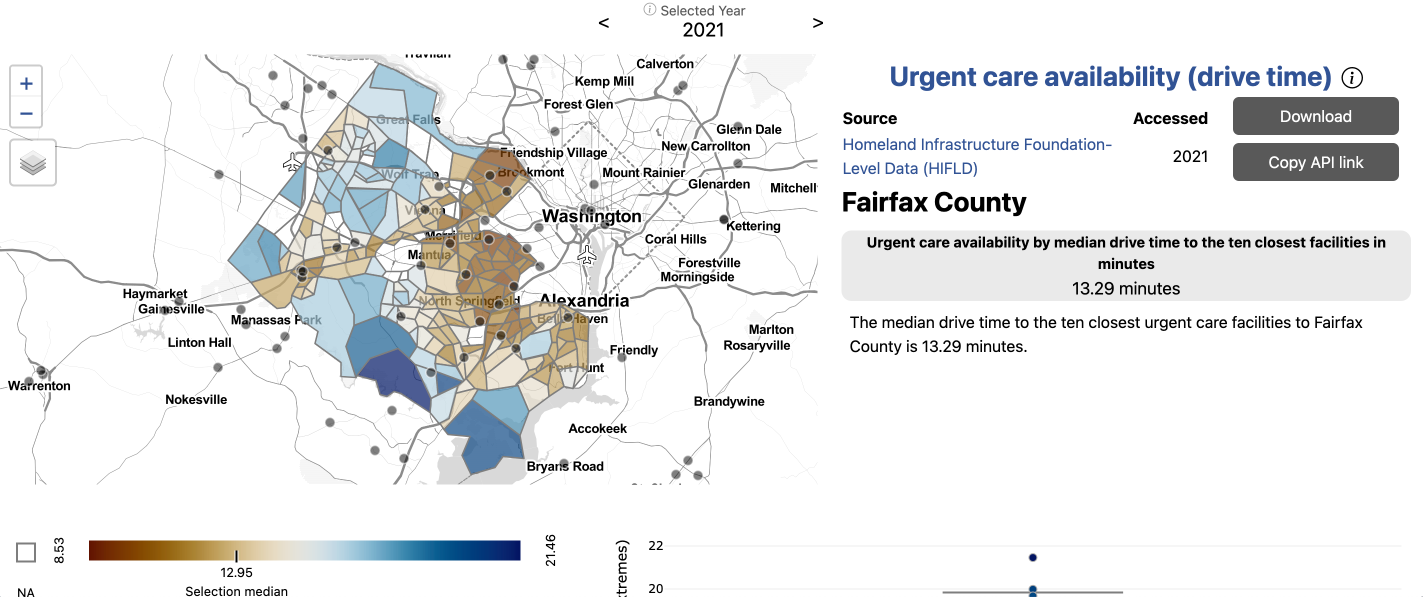 ⓘ Selected Year
< 2021 >
+
−
Urgent care availability (drive time) ⓘ
Source
Homeland Infrastructure Foundation-
Level Data (HIFLD)
Accessed
2021
Download
Copy API link
Fairfax County
Urgent care availability by median drive time to the ten closest facilities in
minutes
13.29 minutes
The median drive time to the ten closest urgent care facilities to Fairfax
County is 13.29 minutes.
Calverton
Kemp Mill
Forest Glen
Great Falls
Glenn Dale
New Carrollton
Friendship Village
Brookmont
Wolf Trap
Mount Rainier
Glenarden
Mitchell
Vienna
Washington
Kettering
Merrifield
Coral Hills
Mantua
Forestville
Morningside
Haymarket
Gainesville
North Springfield
Alexandria
Manassas Park
Belle Haven
Marlton
Rosaryville
Linton Hall
Friendly
Fort Hunt
Warrenton
Nokesville
Brandywine
Accokeek
Bryans Road
NA
8.53
12.95
Selection median
21.46
22
20